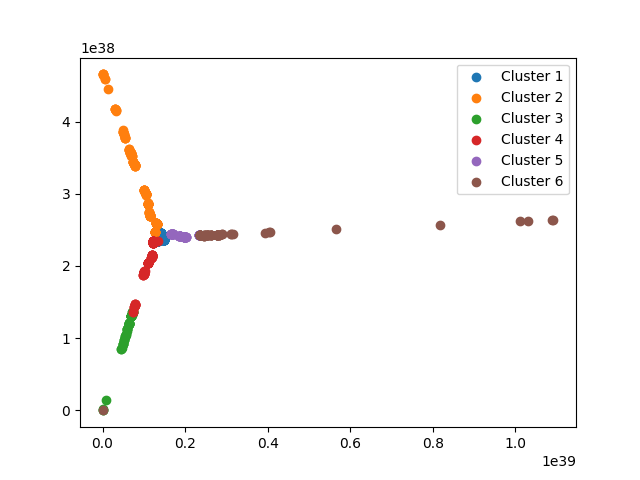 1e38
Cluster 1
Cluster 2
Cluster 3
Cluster 4
Cluster 5
Cluster 6
4
3
2
1
0
0.0 0.2 0.4 0.6 0.8 1.0
1e39